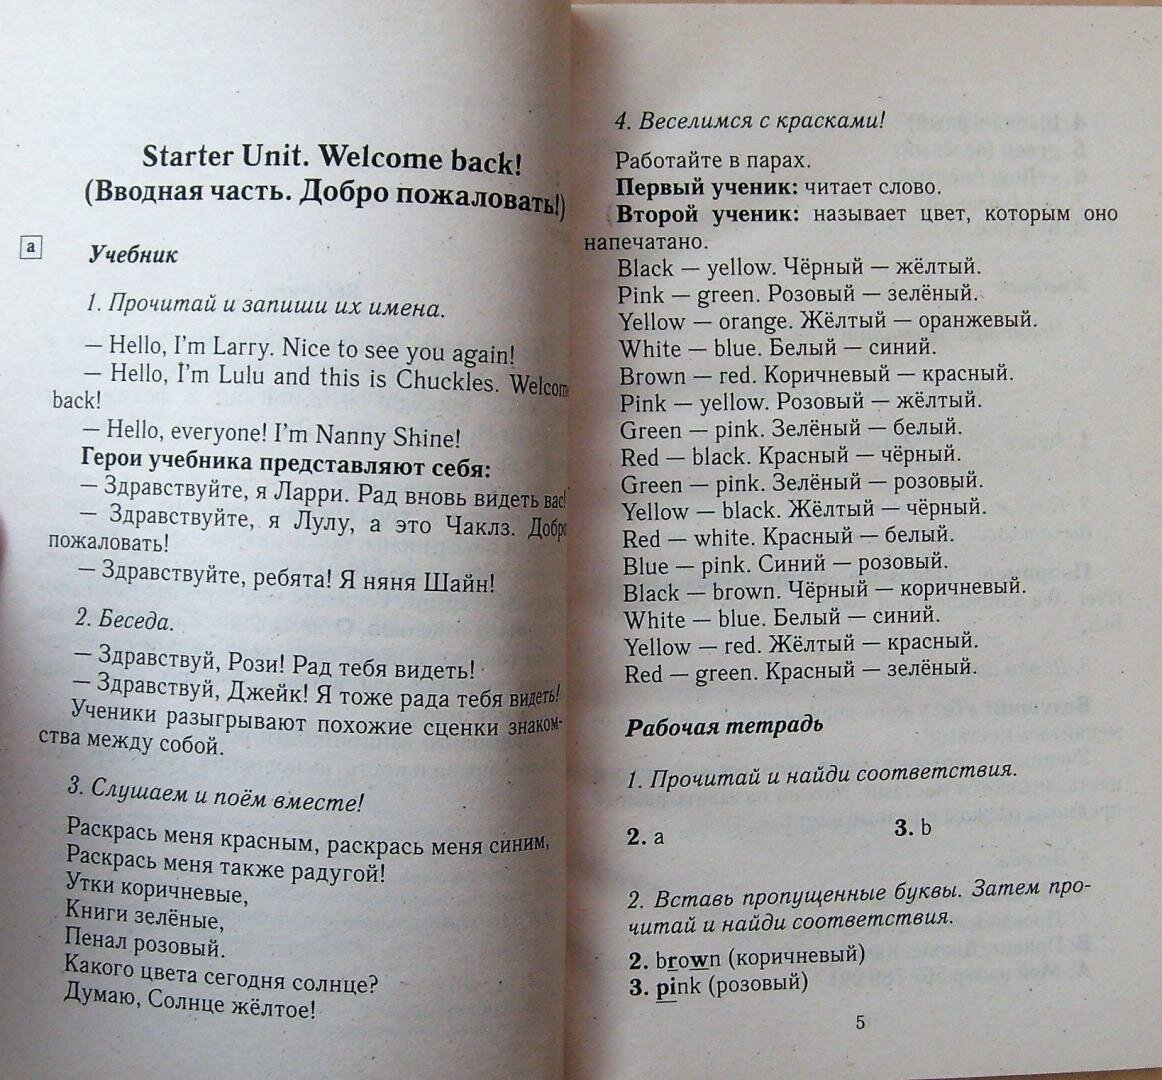 Starter Unit. Welcome back!
(Вводная часть. Добро пожаловать!)
a
Учебник
1. Прочитай и запиши их имена.
— Hello, I'm Larry. Nice to see you again!
— Hello, I'm Lulu and this is Chuckles. Welcom
back!
— Hello, everyone! I'm Nanny Shine!
Герои учебника представляют себя:
— Здравствуйте, я Ларри. Рад вновь видеть вас!
— Здравствуйте, я Лулу, а это Чаклз. Добро
пожаловать!
— Здравствуйте, ребята! Я няня Шайн!
2. Беседа.
— Здравствуй, Рози! Рад тебя видеть!
— Здравствуй, Джейк! Я тоже рада тебя видеть!
Ученики разыгрывают похожие сценки знаком-
ства между собой.
3. Слушаем и поём вместе!
Раскрась меня красным, раскрась меня синим,
Раскрась меня также радугой!
Утки коричневые,
Книги зелёные,
Пенал розовый.
Какого цвета сегодня солнце?
Думаю, Солнце жёлтое!
4. Веселимся с красками!
Работайте в парах.
Первый ученик: читает слово.
Второй ученик: называет цвет, которым оно
напечатано.
Black — yellow. Чёрный — жёлтый.
Pink — green. Розовый — зелёный.
Yellow — orange. Жёлтый — оранжевый.
White — blue. Белый — синий.
Brown — red. Коричневый — красный.
Pink — yellow. Розовый — жёлтый.
Green — pink. Зелёный — белый.
Red — black. Красный — чёрный.
Green — pink. Зелёный — розовый.
Yellow — black. Жёлтый — чёрный.
Red — white. Красный — белый.
Blue — pink. Синий — розовый.
Black — brown. Чёрный — коричневый.
White — blue. Белый — синий.
Yellow — red. Жёлтый — красный.
Red — green. Красный — зелёный.
Рабочая тетрадь
1. Прочитай и найди соответствия.
2. a 3. b
2. Вставь пропущенные буквы. Затем про-
читай и найди соответствия.
2. brown (коричневый)
3. pink (розовый)
5